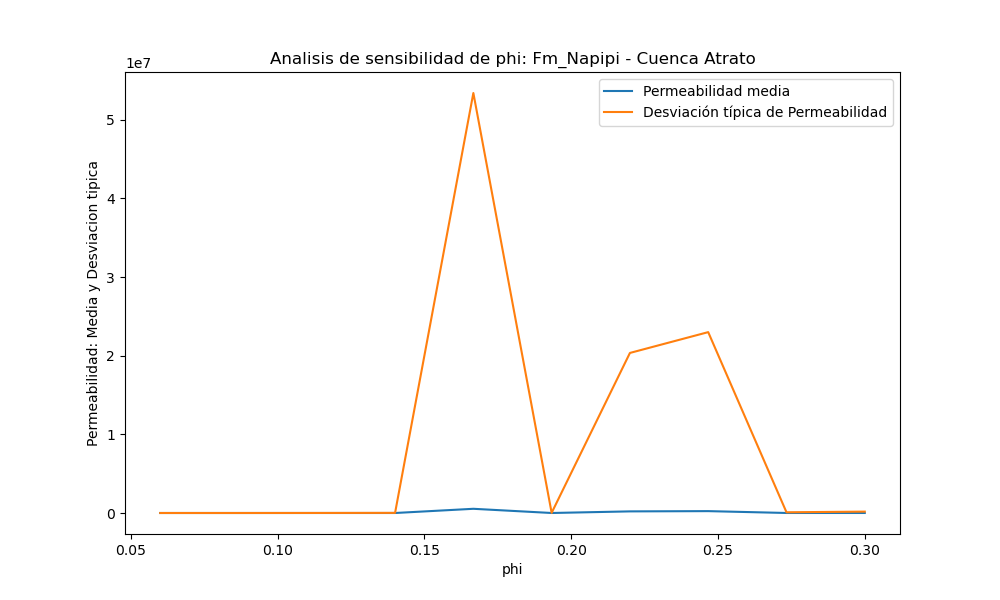 Analisis de sensibilidad de phi: Fm_Napipi - Cuenca Atrato
1e7
Permeabilidad media
Desviación típica de Permeabilidad
Permeabilidad: Media y Desviacion tipica
5
4
3
2
1
0
0.05 0.10 0.15 0.20 0.25 0.30
phi